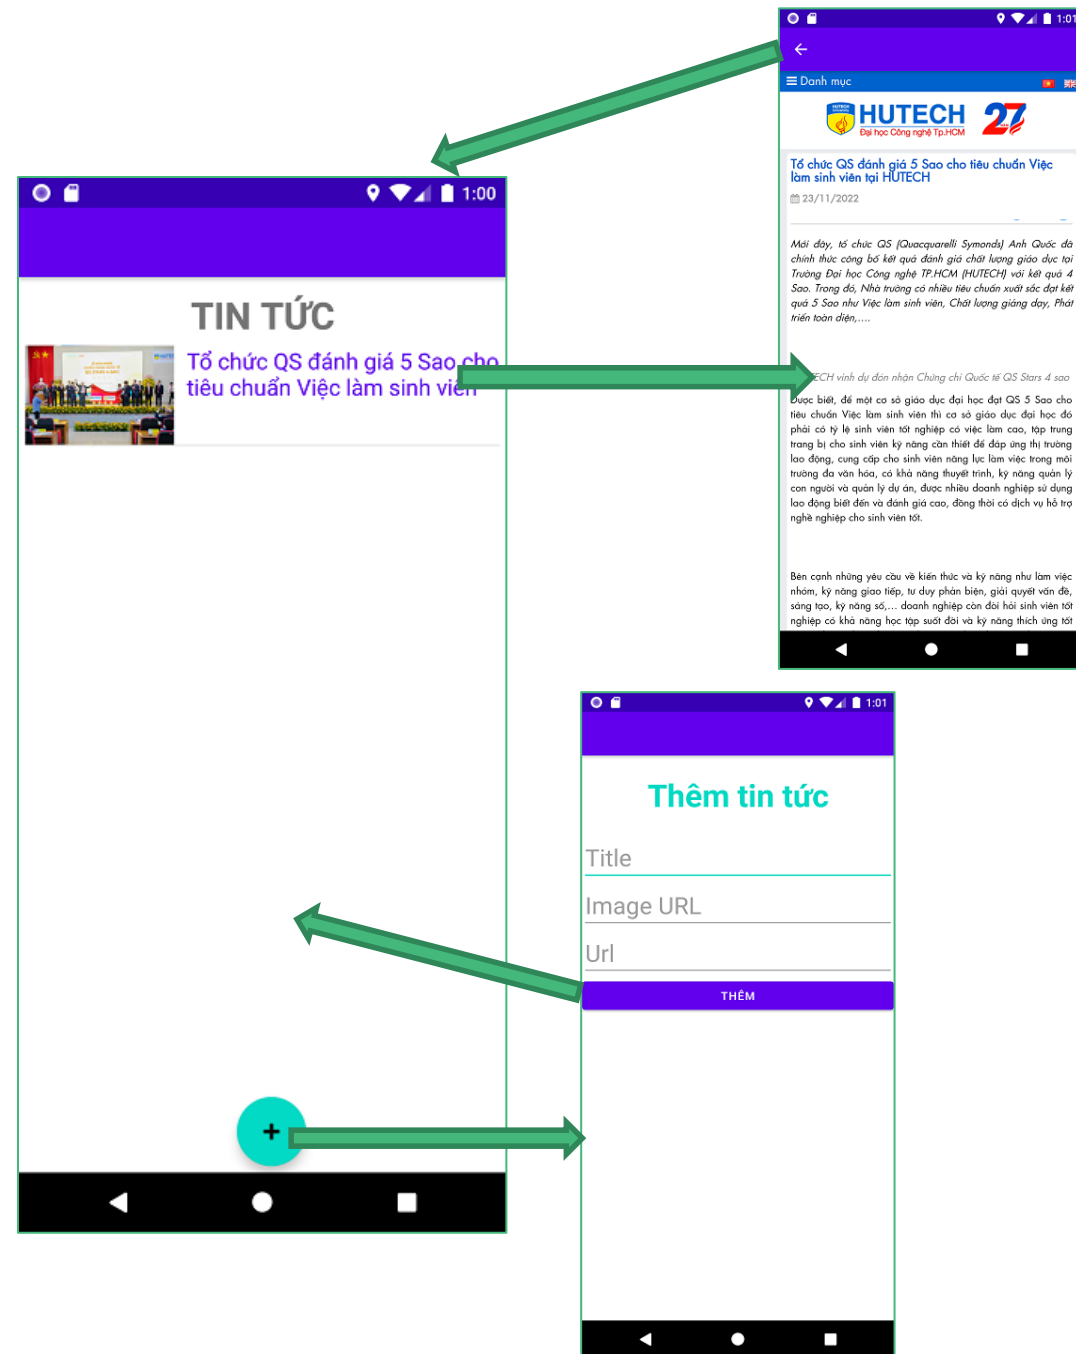 1:01
Danh mục
HUTECH
Đại học Công nghệ Tp.HCM
27
Tổ chức QS đánh giá 5 Sao cho tiêu chuẩn Việc
làm sinh viên tại HUTECH
23/11/2022
Mới đây, tổ chức QS (Quacquarelli Symonds) Anh Quốc đã
chính thức công bố kết quả đánh giá chất lượng giáo dục tại
Trường Đại học Công nghệ TP.HCM (HUTECH) với kết quả 4
Sao. Trong đó, Nhà trường có nhiều tiêu chuẩn xuất sắc đạt kết
quả 5 Sao như Việc làm sinh viên, Chất lượng giảng dạy, Phát
triển toàn diện,....
ECH vinh dự đón nhận Chứng chỉ Quốc tế QS Stars 4 sao
Được biết, để một cơ sở giáo dục đại học đạt QS 5 Sao cho
tiêu chuẩn Việc làm sinh viên thì cơ sở giáo dục đại học đó
phải có tỷ lệ sinh viên tốt nghiệp có việc làm cao, tập trung
trang bị cho sinh viên kỹ năng cần thiết để đáp ứng thị trường
lao động, cung cấp cho sinh viên năng lực làm việc trong môi
trường đa văn hóa, có khả năng thuyết trình, kỹ năng quản lý
con người và quản lý dự án, được nhiều doanh nghiệp sử dụng
lao động biết đến và đánh giá cao, đồng thời có dịch vụ hỗ trợ
nghề nghiệp cho sinh viên tốt.
Bên cạnh những yêu cầu về kiến thức và kỹ năng như làm việc
nhóm, kỹ năng giao tiếp, tư duy phản biện, giải quyết vấn đề,
sáng tạo, kỹ năng số,... doanh nghiệp còn đòi hỏi sinh viên tốt
nghiệp có khả năng học tập suốt đời và kỹ năng thích ứng tốt
1:00
TIN TỨC
Tổ chức QS đánh giá 5 Sao cho
tiêu chuẩn Việc làm sinh viên
+
1:01
Thêm tin tức
Title
Image URL
Url
THÊM